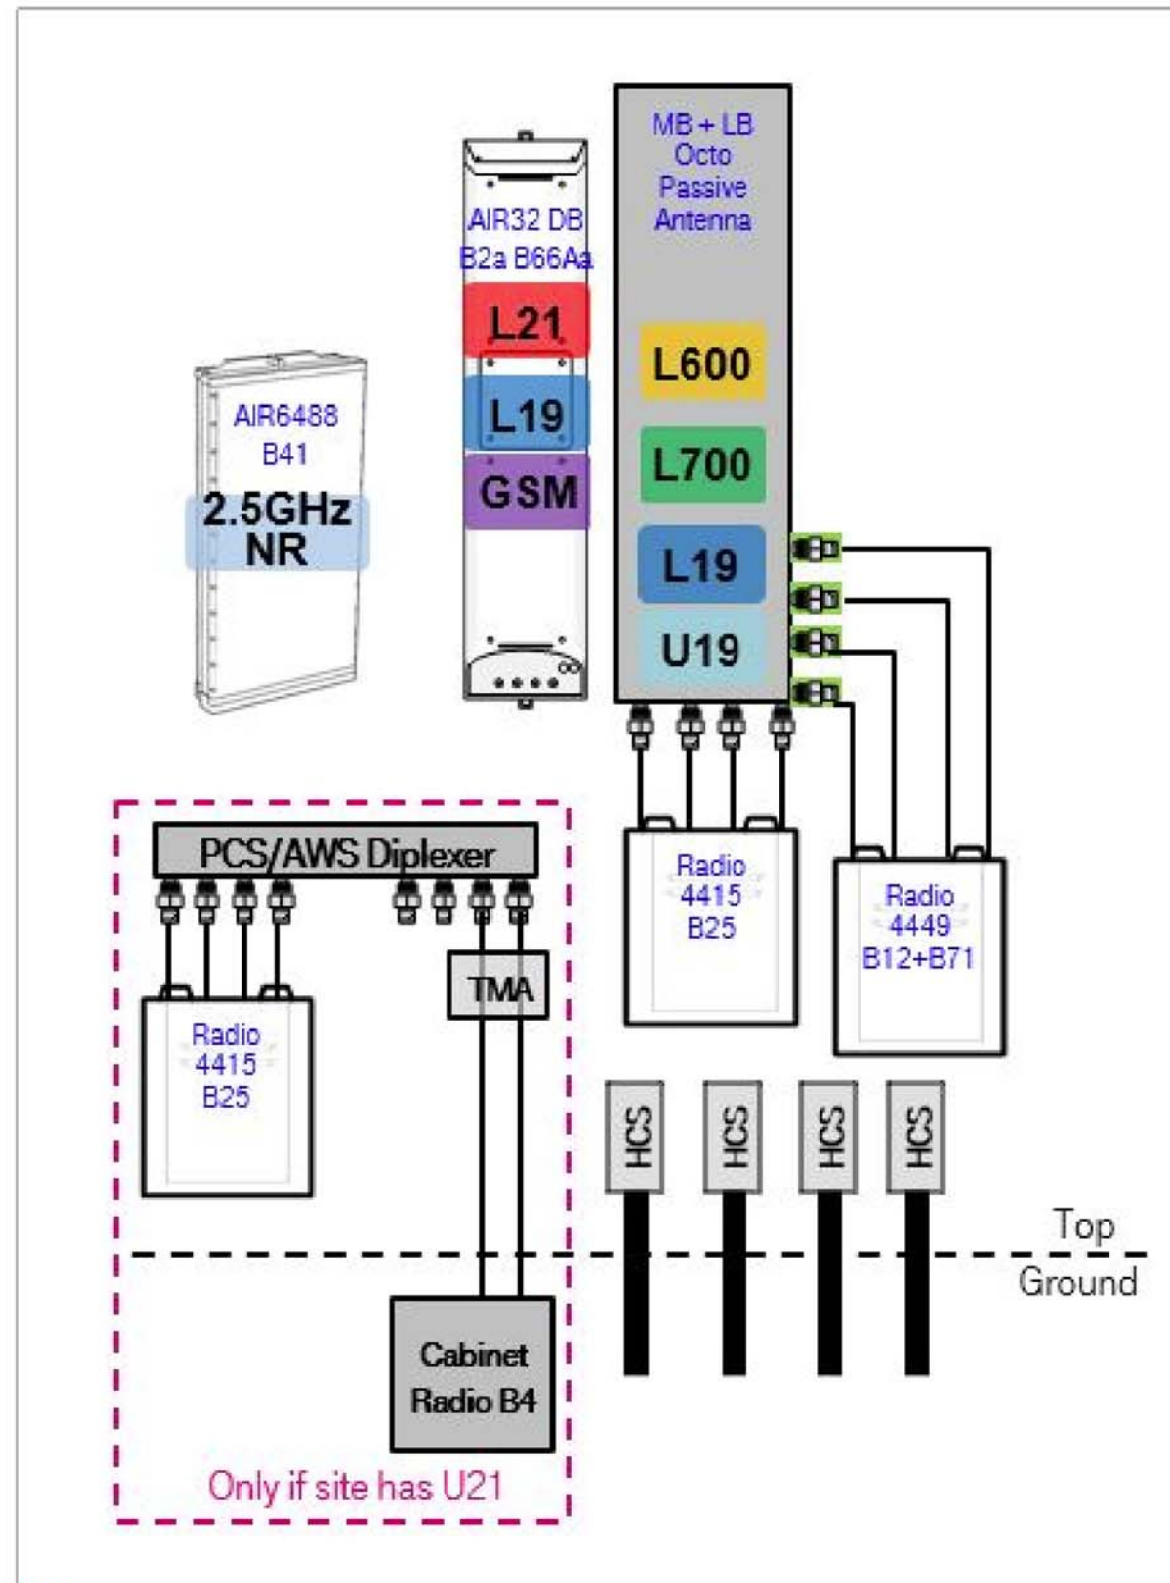 MB + LB
Octo
Passive
Antenna
AIR32 DB
B2a B66Aa
L21
L19
GSM
L600
L700
L19
U19
AIR6488
B41
2.5GHz
NR
PCS/AWS Diplexer
TMA
Radio
4415
B25
Radio
4415
B25
Radio
4449
B12+B71
HCS
HCS
HCS
HCS
Top
Ground
Cabinet
Radio B4
Only if site has U21